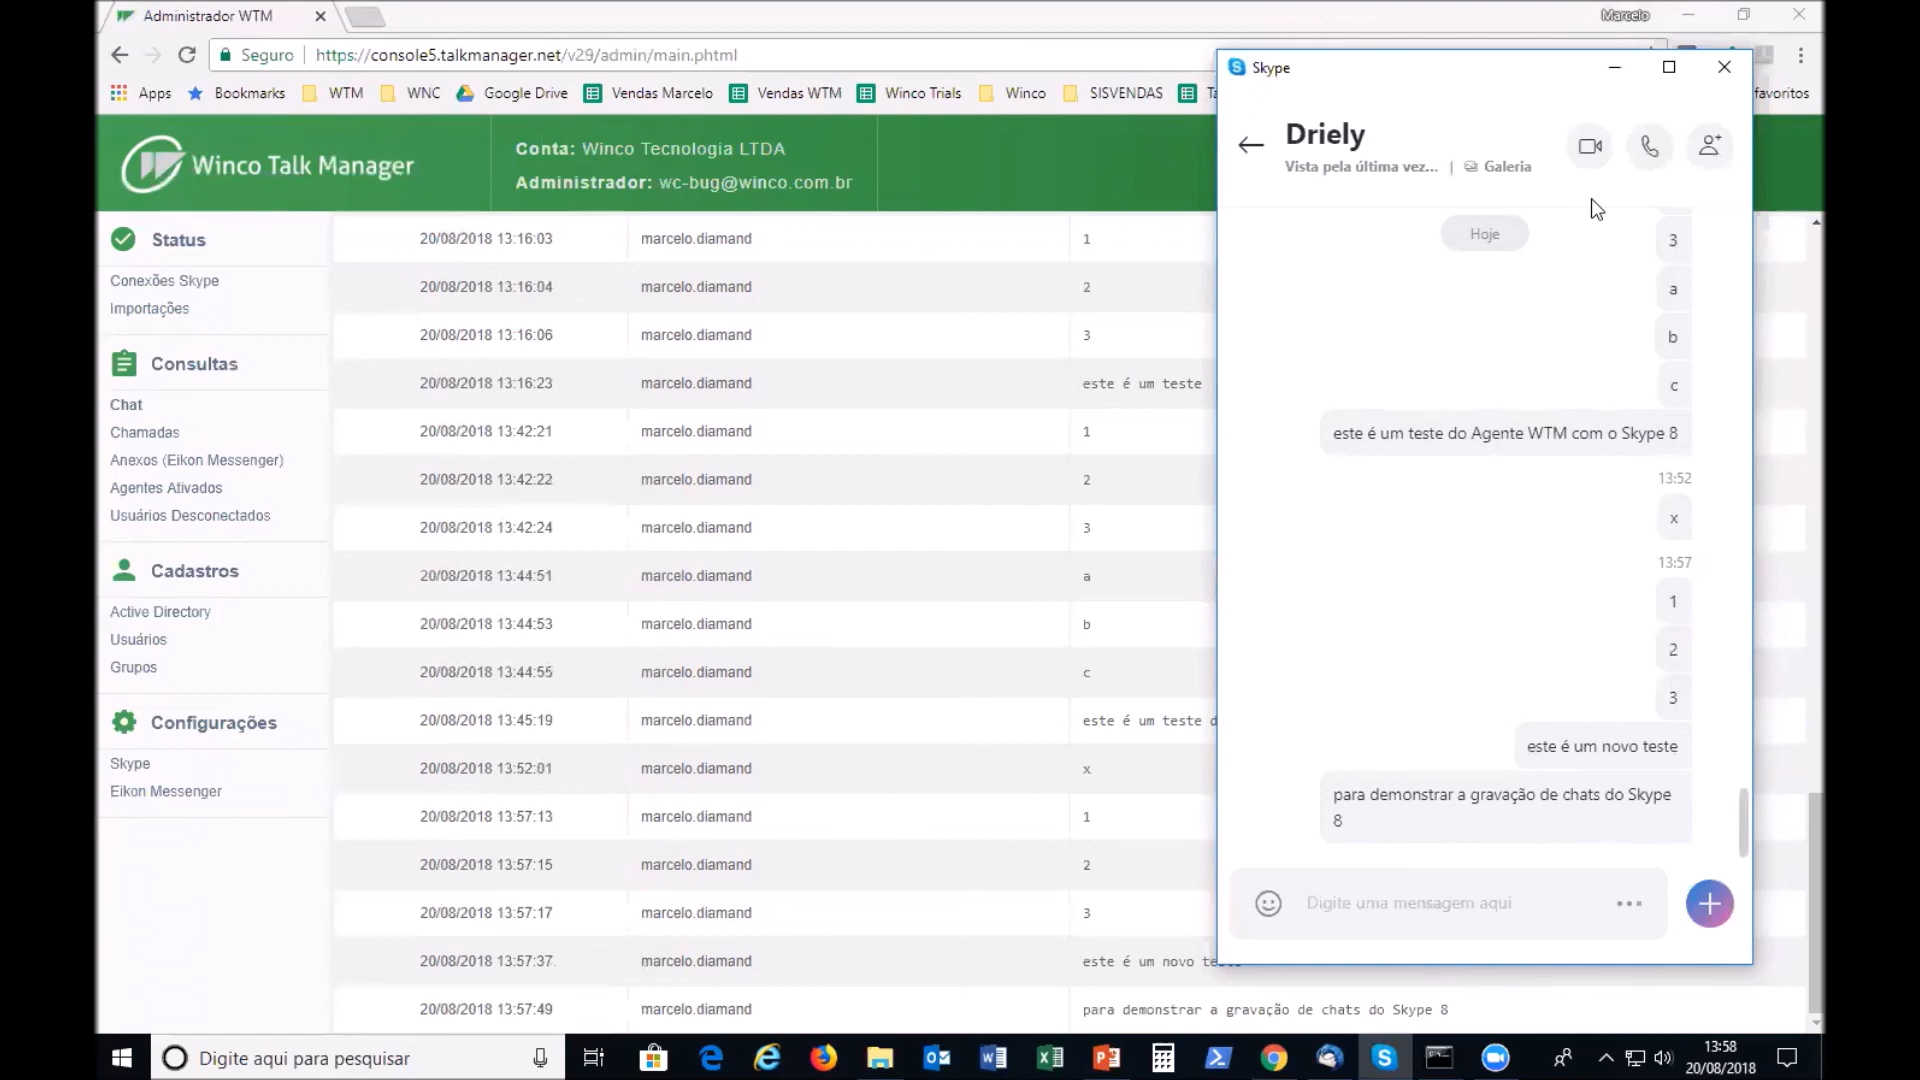 Administrador WTM
Marcelo
Seguro
https://console5.talkmanager.net/v29/admin/main.phtml
Apps
Bookmarks
WTM
WNC
Google Drive
Vendas Marcelo
Vendas WTM
Winco Trials
Winco
SISVENDAS
favoritos
Winco Talk Manager
Conta: Winco Tecnologia LTDA
Administrador: wc-bug@winco.com.br
Status
Conexões Skype
Importações
Consultas
Chat
Chamadas
Anexos (Eikon Messenger)
Agentes Ativados
Usuários Desconectados
Cadastros
Active Directory
Usuários
Grupos
Configurações
Skype
Eikon Messenger
20/08/2018 13:16:03 marcelo.diamand 1
20/08/2018 13:16:04 marcelo.diamand 2
20/08/2018 13:16:06 marcelo.diamand 3
20/08/2018 13:16:23 marcelo.diamand este é um teste
20/08/2018 13:42:21 marcelo.diamand 1
20/08/2018 13:42:22 marcelo.diamand 2
20/08/2018 13:42:24 marcelo.diamand 3
20/08/2018 13:44:51 marcelo.diamand a
20/08/2018 13:44:53 marcelo.diamand b
20/08/2018 13:44:55 marcelo.diamand c
20/08/2018 13:45:19 marcelo.diamand este é um teste
20/08/2018 13:52:01 marcelo.diamand x
20/08/2018 13:57:13 marcelo.diamand 1
20/08/2018 13:57:15 marcelo.diamand 2
20/08/2018 13:57:17 marcelo.diamand 3
20/08/2018 13:57:37 marcelo.diamand este é um novo
20/08/2018 13:57:49 marcelo.diamand para demonstrar a gravação de chats do Skype 8
Skype
Driely
Vista pela última vez... | Galeria
Hoje
3
a
b
c
este é um teste do Agente WTM com o Skype 8
13:52
x
13:57
1
2
3
este é um novo teste
para demonstrar a gravação de chats do Skype
8
Digite uma mensagem aqui
Digite aqui para pesquisar
13:58
20/08/2018